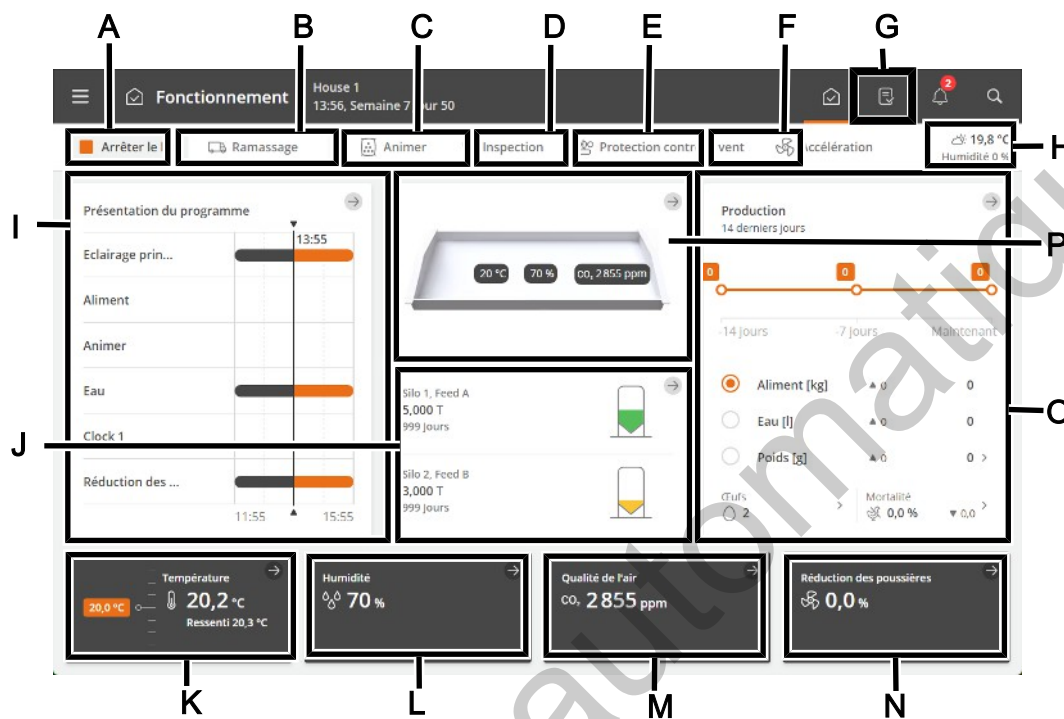 A B C D E F G
Fonctionnement
House 1
13:56, Semaine 7 our 50
2
Arrêter le
Ramassage
Animer
Inspection
Protection contr
vent
Accélération
19,8 °C
Humidité 0 %
H
I
Présentation du programme
13:55
Eclairage prin...
Aliment
Animer
Eau
Clock 1
Réduction des ...
11:55 15:55
20 °C 70 % CO₂ 2855 ppm
P
J
Silo 1, Feed A
5,000 T
999 Jours
Silo 2, Feed B
3,000 T
999 Jours
Production
14 derniers jours
0 0 0
-14 Jours -7 Jours Maintenant
Aliment [kg] ▲ 0 0
Eau [l] ▲ 0 0
Poids [g] ▲ 0 0 >
Œufs
2 >
Mortalité
0,0 % ▼ 0,0 >
20,0 °C
Température
20,2 °C
Ressenti 20,3 °C
Humidité
70 %
Qualité de l'air
CO₂ 2855 ppm
Réduction des poussières
0,0 %
K L M N
automatiq